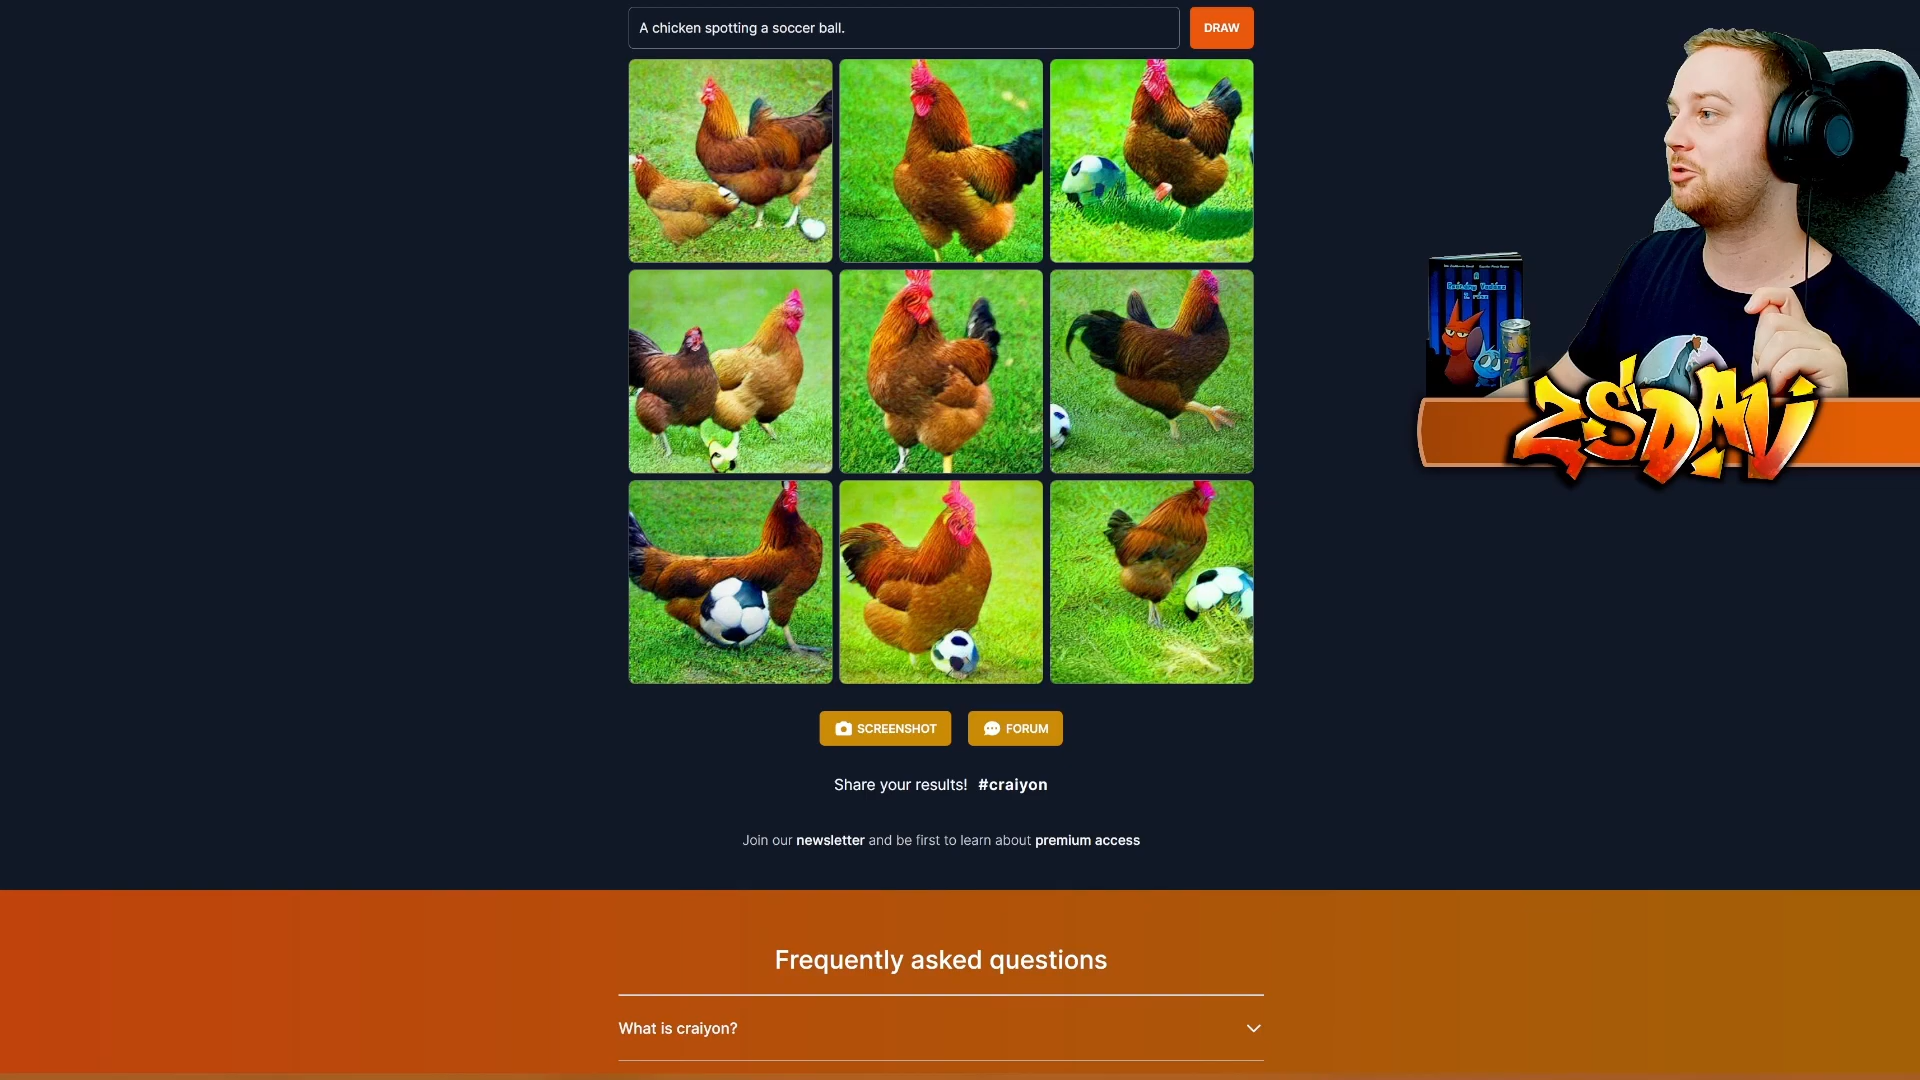 A chicken spotting a soccer ball.
DRAW
ZSDAV
SCREENSHOT
FORUM
Share your results! #craiyon
Join our newsletter and be first to learn about premium access
Frequently asked questions
What is craiyon?